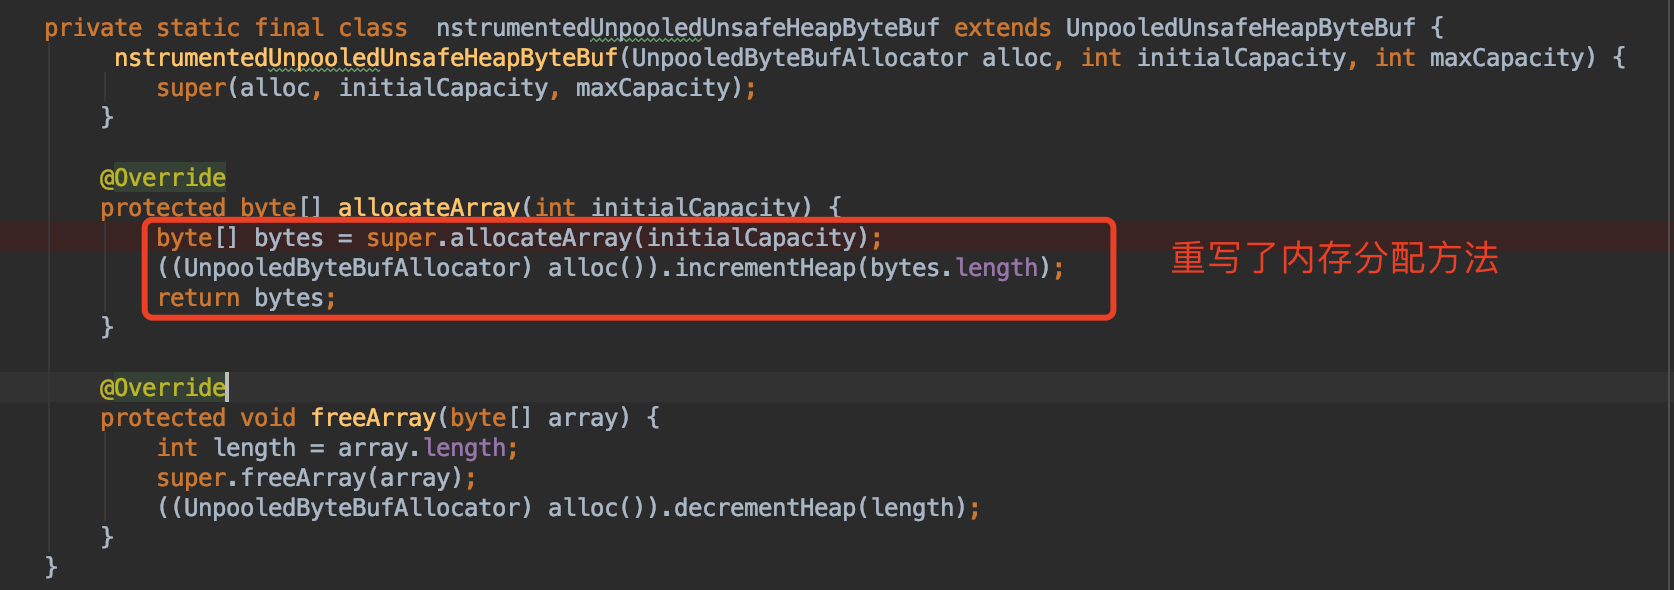 private static final class nstrumentedUnpooledUnsafeHeapByteBuf extends UnpooledUnsafeHeapByteBuf {
nstrumentedUnpooledUnsafeHeapByteBuf(UnpooledByteBufAllocator alloc, int initialCapacity, int maxCapacity) {
super(alloc, initialCapacity, maxCapacity);
}
@Override
protected byte[] allocateArray(int initialCapacity) {
byte[] bytes = super.allocateArray(initialCapacity);
((UnpooledByteBufAllocator) alloc()).incrementHeap(bytes.length);
return bytes;
重写了内存分配方法
}
@Override
protected void freeArray(byte[] array) {
int length = array.length;
super.freeArray(array);
((UnpooledByteBufAllocator) alloc()).decrementHeap(length);
}
}